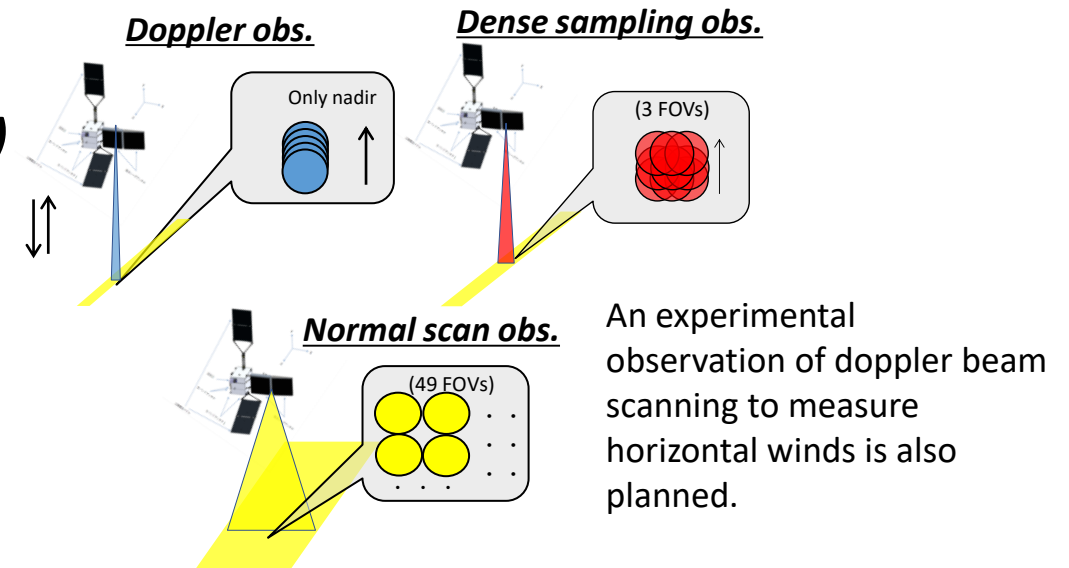 Doppler obs.
Dense sampling obs.
Only nadir
(3 FOVs)
Normal scan obs.
(49 FOVs)
An experimental
observation of doppler beam
scanning to measure
horizontal winds is also
planned.